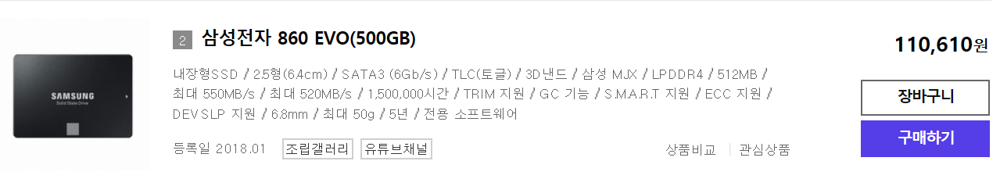 2 삼성전자 860 EVO(500GB)
110,610원
내장형SSD / 2.5형(6.4cm) / SATA3 (6Gb/s) / TLC(토글) / 3D낸드 / 삼성 MJX / LPDDR4 / 512MB /
최대 550MB/s / 최대 520MB/s / 1,500,000시간 / TRIM 지원 / GC 기능 / S.M.A.R.T 지원 / ECC 지원 /
DEVSLP 지원 / 6.8mm / 최대 50g / 5년 / 전용 소프트웨어
SAMSUNG
Solid State Drive
장바구니
구매하기
등록일 2018.01 조립갤러리 유튜브채널
상품비교 | 관심상품